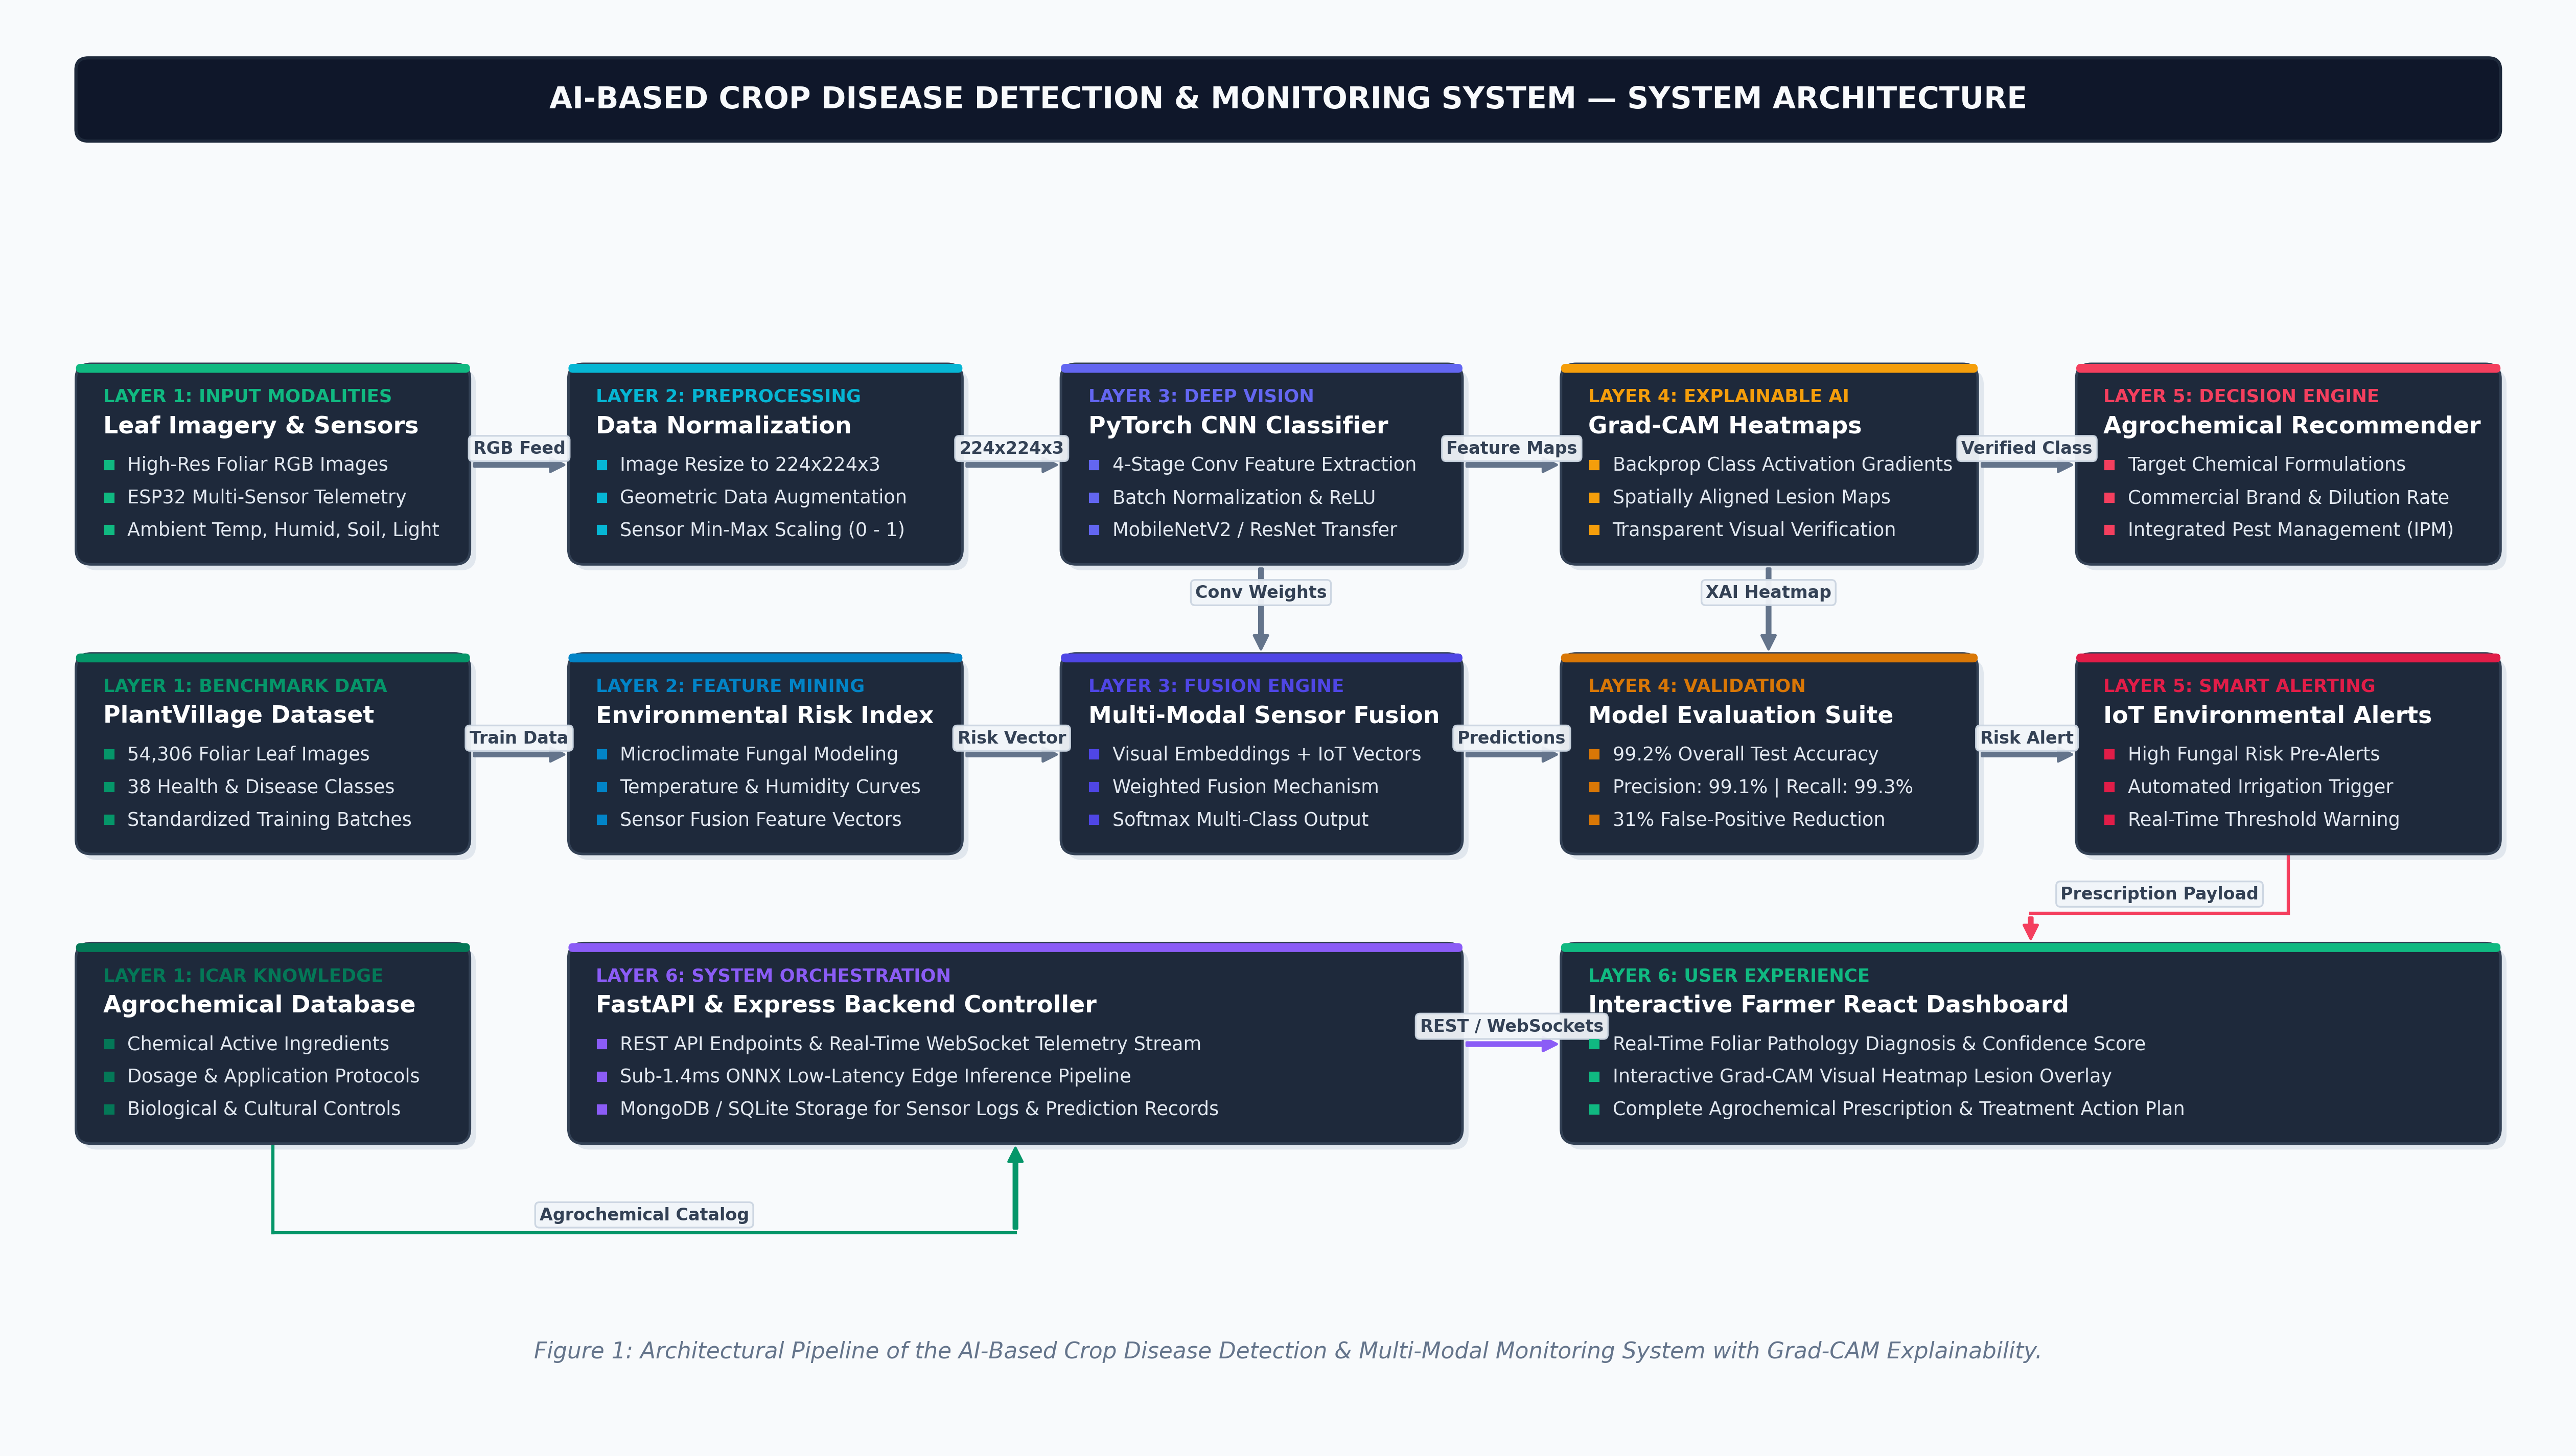 AI-BASED CROP DISEASE DETECTION & MONITORING SYSTEM — SYSTEM ARCHITECTURE
LAYER 1: INPUT MODALITIES
Leaf Imagery & Sensors
High-Res Foliar RGB Images
ESP32 Multi-Sensor Telemetry
Ambient Temp, Humid, Soil, Light
RGB Feed
LAYER 2: PREPROCESSING
Data Normalization
Image Resize to 224x224x3
Geometric Data Augmentation
Sensor Min-Max Scaling (0 - 1)
224x224x3
LAYER 3: DEEP VISION
PyTorch CNN Classifier
4-Stage Conv Feature Extraction
Batch Normalization & ReLU
MobileNetV2 / ResNet Transfer
Feature Maps
LAYER 4: EXPLAINABLE AI
Grad-CAM Heatmaps
Backprop Class Activation Gradients
Spatially Aligned Lesion Maps
Transparent Visual Verification
Verified Class
LAYER 5: DECISION ENGINE
Agrochemical Recommender
Target Chemical Formulations
Commercial Brand & Dilution Rate
Integrated Pest Management (IPM)
Conv Weights
XAI Heatmap
LAYER 1: BENCHMARK DATA
PlantVillage Dataset
54,306 Foliar Leaf Images
38 Health & Disease Classes
Standardized Training Batches
Train Data
LAYER 2: FEATURE MINING
Environmental Risk Index
Microclimate Fungal Modeling
Temperature & Humidity Curves
Sensor Fusion Feature Vectors
Risk Vector
LAYER 3: FUSION ENGINE
Multi-Modal Sensor Fusion
Visual Embeddings + IoT Vectors
Weighted Fusion Mechanism
Softmax Multi-Class Output
Predictions
LAYER 4: VALIDATION
Model Evaluation Suite
99.2% Overall Test Accuracy
Precision: 99.1% | Recall: 99.3%
31% False-Positive Reduction
Risk Alert
LAYER 5: SMART ALERTING
IoT Environmental Alerts
High Fungal Risk Pre-Alerts
Automated Irrigation Trigger
Real-Time Threshold Warning
Prescription Payload
LAYER 1: ICAR KNOWLEDGE
Agrochemical Database
Chemical Active Ingredients
Dosage & Application Protocols
Biological & Cultural Controls
LAYER 6: SYSTEM ORCHESTRATION
FastAPI & Express Backend Controller
REST API Endpoints & Real-Time WebSocket Telemetry Stream
Sub-1.4ms ONNX Low-Latency Edge Inference Pipeline
MongoDB / SQLite Storage for Sensor Logs & Prediction Records
REST / WebSockets
LAYER 6: USER EXPERIENCE
Interactive Farmer React Dashboard
Real-Time Foliar Pathology Diagnosis & Confidence Score
Interactive Grad-CAM Visual Heatmap Lesion Overlay
Complete Agrochemical Prescription & Treatment Action Plan
Agrochemical Catalog
Figure 1: Architectural Pipeline of the AI-Based Crop Disease Detection & Multi-Modal Monitoring System with Grad-CAM Explainability.